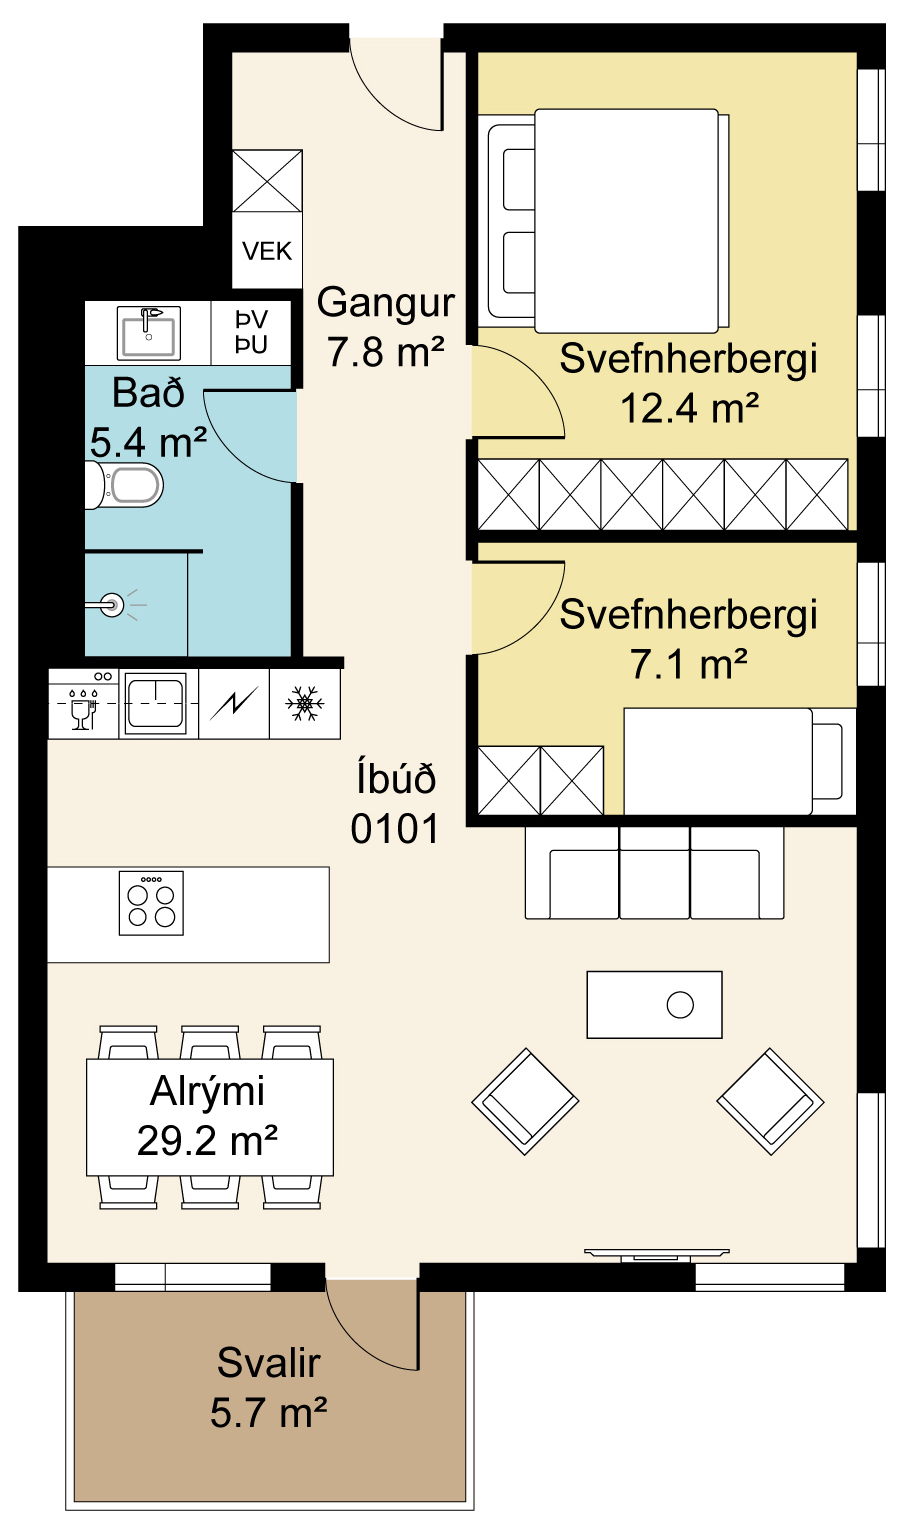 VEK
Gangur
7.8 m²
ÞV
ÞU
Svefnherbergi
12.4 m²
Bað
5.4 m²
Svefnherbergi
7.1 m²
Íbúð
0101
Alrými
29.2 m²
Svalir
5.7 m²